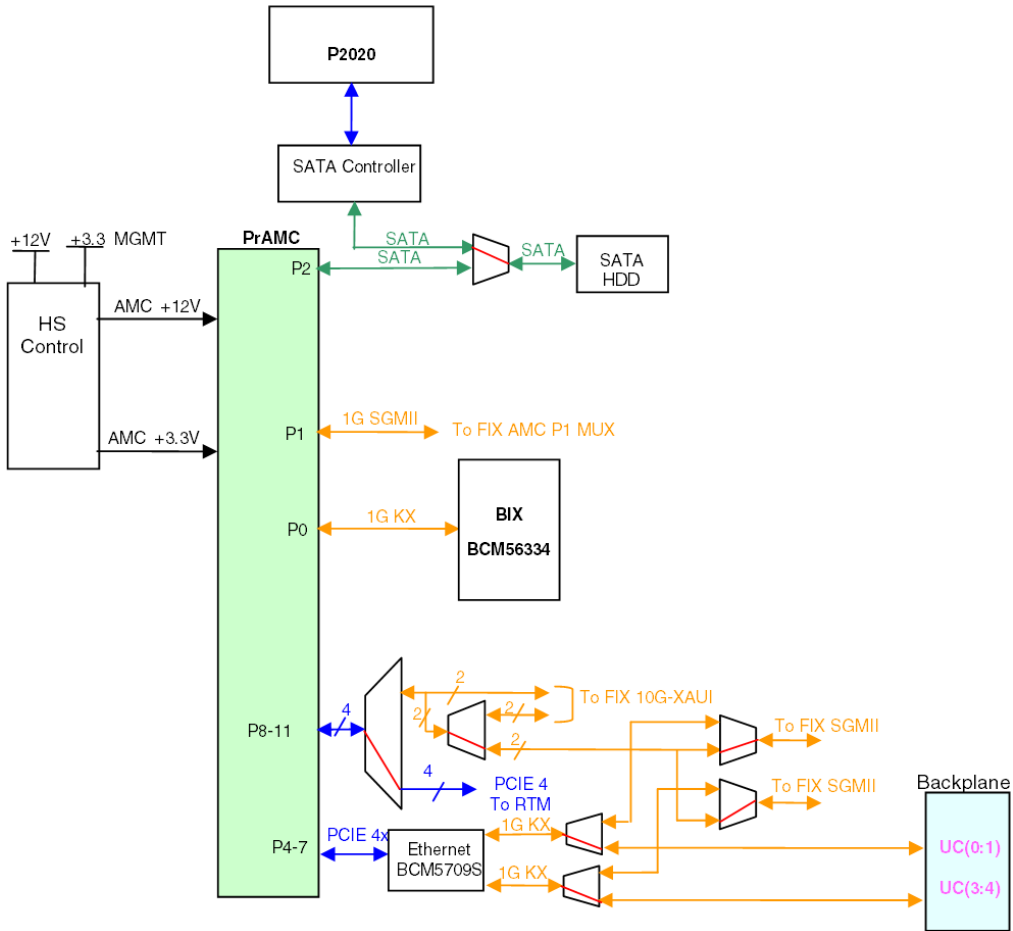 P2020
SATA Controller
+12V
+3.3 MGMT
PrAMC
SATA
SATA
SATA
P2
SATA
HDD
HS
Control
AMC +12V
AMC +3.3V
P1
1G SGMII
To FIX AMC P1 MUX
P0
1G KX
BIX
BCM56334
P8-11
4
2
2
2
2
To FIX 10G-XAUI
To FIX SGMII
4
PCIE 4
To RTM
To FIX SGMII
Backplane
P4-7
PCIE 4x
Ethernet
BCM5709S
1G KX
1G KX
UC(0:1)
UC(3:4)